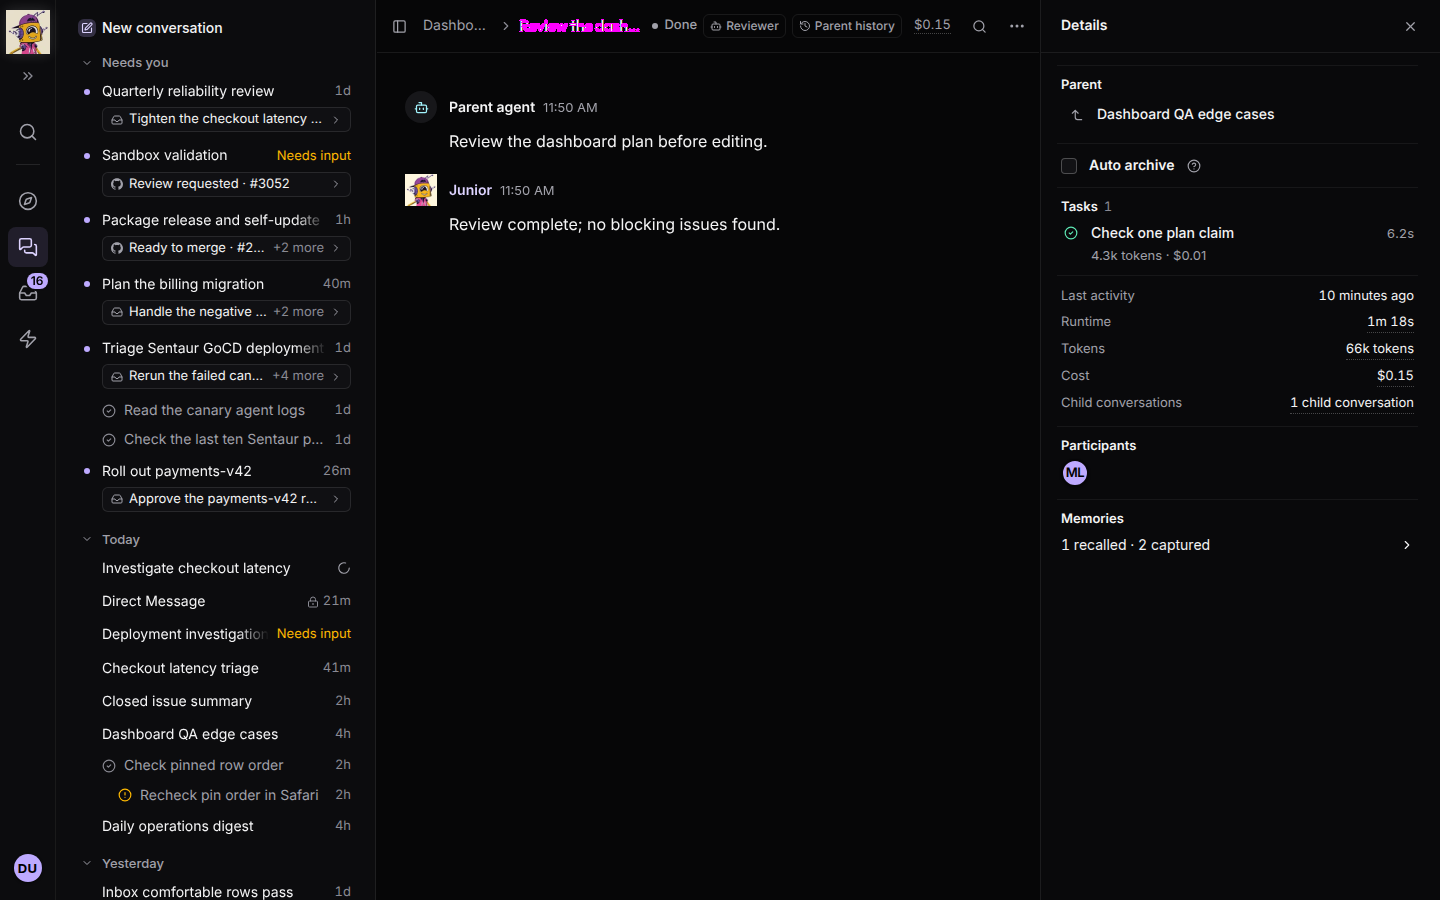 New conversation
Needs you
Quarterly reliability review 1d
Tighten the checkout latency ...
Sandbox validation Needs input
Review requested · #3052
Package release and self-update 1h
Ready to merge · #2... +2 more
Plan the billing migration 40m
Handle the negative ... +2 more
Triage Sentaur GoCD deployment 1d
Rerun the failed can... +4 more
Read the canary agent logs 1d
Check the last ten Sentaur p... 1d
Roll out payments-v42 26m
Approve the payments-v42 r...
Today
Investigate checkout latency
Direct Message 21m
Deployment investigation Needs input
Checkout latency triage 41m
Closed issue summary 2h
Dashboard QA edge cases 4h
Check pinned row order 2h
Recheck pin order in Safari 2h
Daily operations digest 4h
Yesterday
Inbox comfortable rows pass 1d
16
DU
Dashbo... Review the dash... Done Reviewer Parent history $0.15
Parent agent 11:50 AM
Review the dashboard plan before editing.
Junior 11:50 AM
Review complete; no blocking issues found.
Details
Parent
Dashboard QA edge cases
Auto archive
Tasks 1
Check one plan claim 6.2s
4.3k tokens · $0.01
Last activity 10 minutes ago
Runtime 1m 18s
Tokens 66k tokens
Cost $0.15
Child conversations 1 child conversation
Participants
ML
Memories
1 recalled · 2 captured